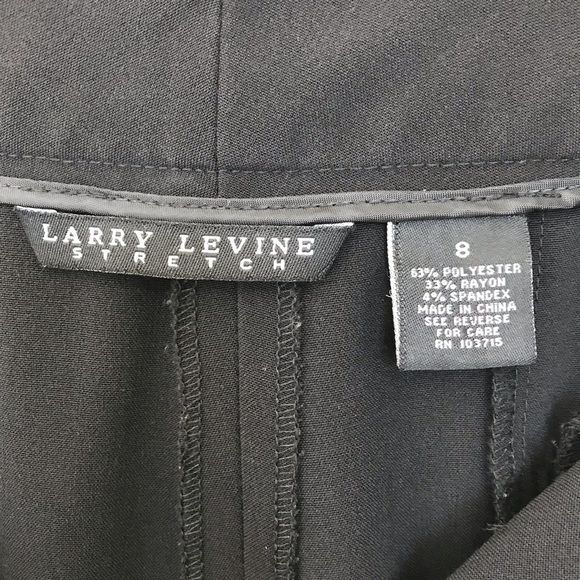 LARRY LEVINE
STRETCH
8
63% POLYESTER
33% RAYON
4% SPANDEX
MADE IN CHINA
SEE REVERSE
FOR CARE
RN 103715